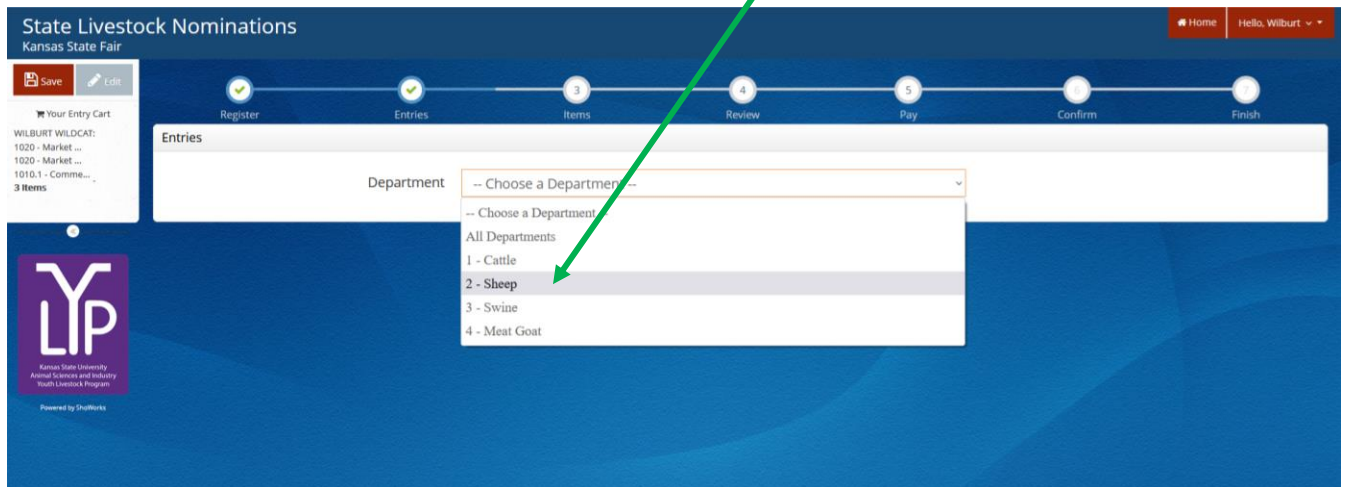 State Livestock Nominations
Kansas State Fair
Home Hello, Wilburt
Save Edit
Your Entry Cart
WILBURT WILDCAT:
1020 - Market ...
1020 - Market ...
1010.1 - Comme...
3 Items
Register Entries 3 Items 4 Review 5 Pay 6 Confirm 7 Finish
Entries
Department -- Choose a Department --
-- Choose a Department --
All Departments
1 - Cattle
2 - Sheep
3 - Swine
4 - Meat Goat
YLP
Kansas State University
Animal Sciences and Industry
Youth Livestock Program
Powered by ShoWorks